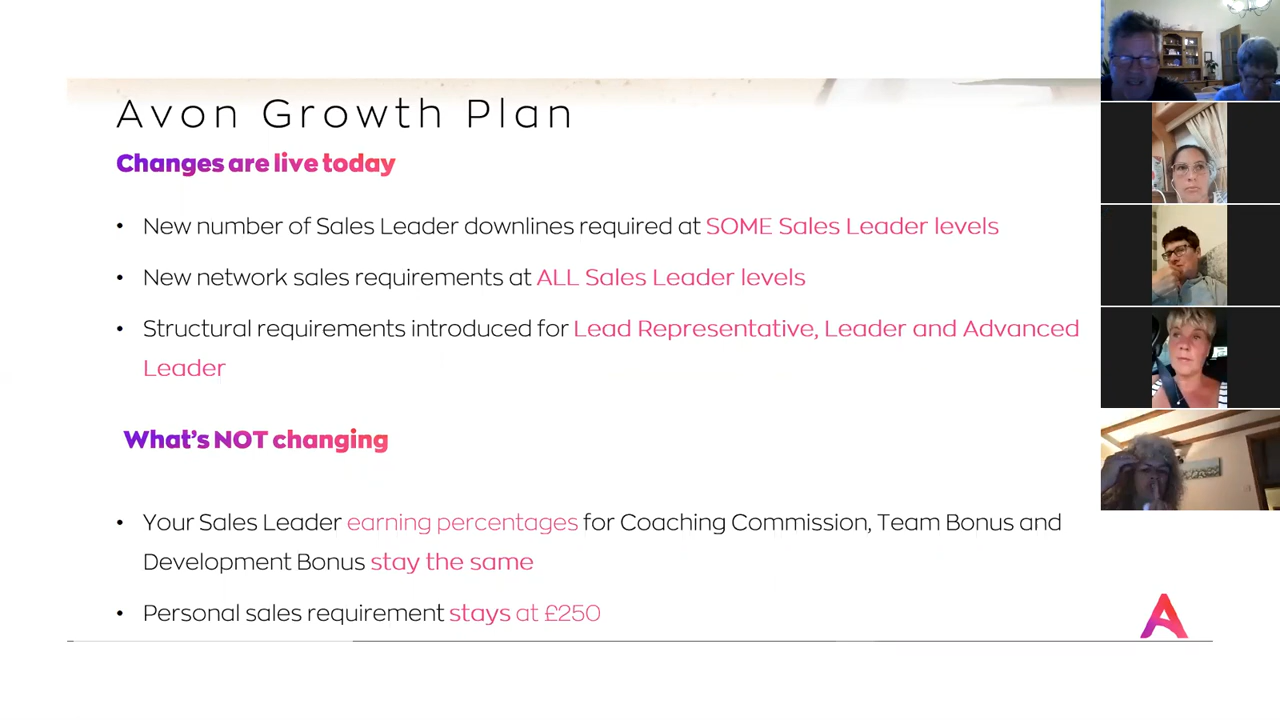 Avon Growth Plan
Changes are live today
• New number of Sales Leader downlines required at SOME Sales Leader levels
• New network sales requirements at ALL Sales Leader levels
• Structural requirements introduced for Lead Representative, Leader and Advanced
Leader
What's NOT changing
• Your Sales Leader earning percentages for Coaching Commission, Team Bonus and
Development Bonus stay the same
• Personal sales requirement stays at £250